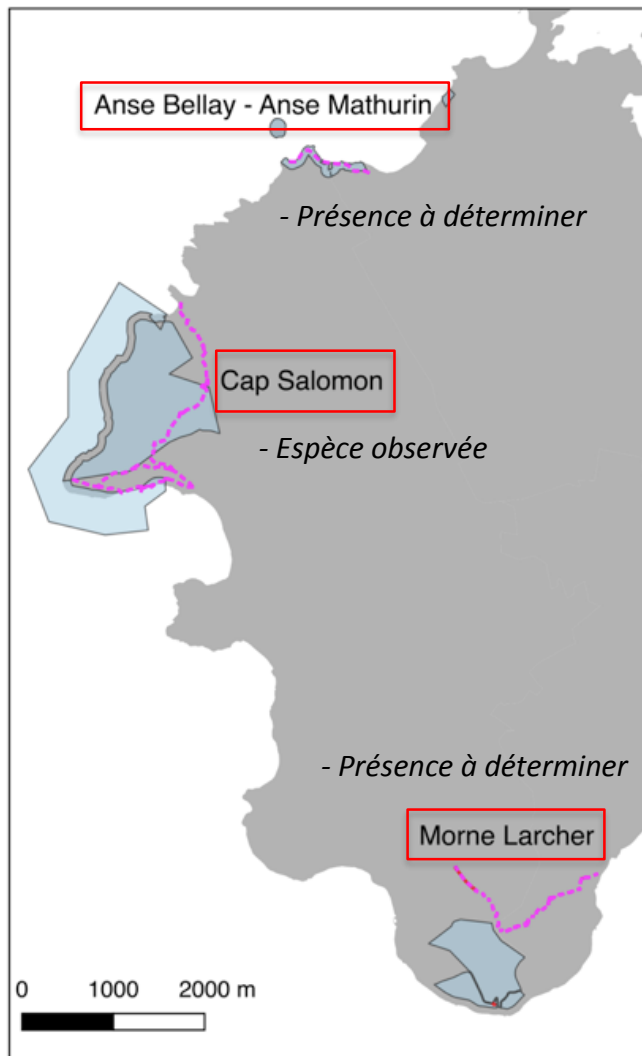 Anse Bellay - Anse Mathurin
- Présence à déterminer
Cap Salomon
- Espèce observée
- Présence à déterminer
Morne Larcher
0 1000 2000 m